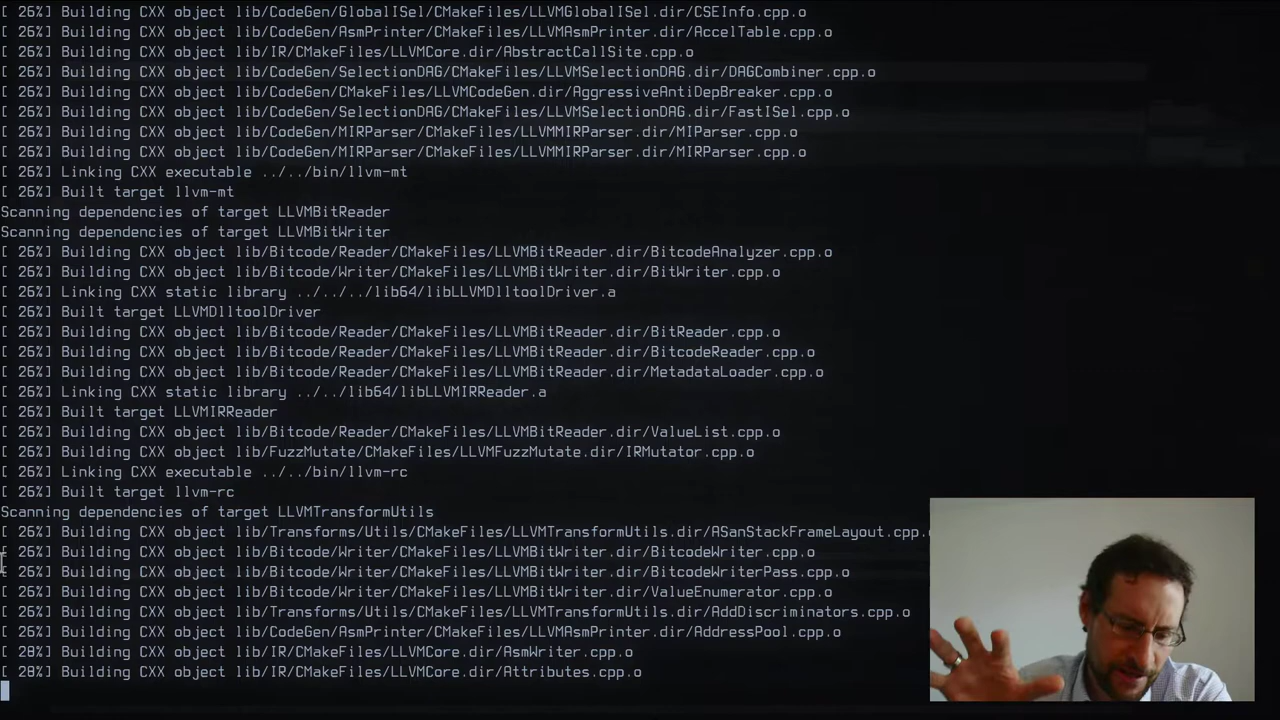 [ 26%] Building CXX object lib/CodeGen/GlobalISel/CMakeFiles/LLVMGlobalISel.dir/CSEInfo.cpp.o
[ 26%] Building CXX object lib/CodeGen/AsmPrinter/CMakeFiles/LLVMAsmPrinter.dir/AccelTable.cpp.o
[ 26%] Building CXX object lib/IR/CMakeFiles/LLVMCore.dir/AbstractCallSite.cpp.o
[ 26%] Building CXX object lib/CodeGen/SelectionDAG/CMakeFiles/LLVMSelectionDAG.dir/DAGCombiner.cpp.o
[ 26%] Building CXX object lib/CodeGen/CMakeFiles/LLVMCodeGen.dir/AggressiveAntiDepBreaker.cpp.o
[ 26%] Building CXX object lib/CodeGen/SelectionDAG/CMakeFiles/LLVMSelectionDAG.dir/FastISel.cpp.o
[ 26%] Building CXX object lib/CodeGen/MIRParser/CMakeFiles/LLVMMIRParser.dir/MIParser.cpp.o
[ 26%] Building CXX object lib/CodeGen/MIRParser/CMakeFiles/LLVMMIRParser.dir/MIRParser.cpp.o
[ 26%] Linking CXX executable ../../bin/llvm-mt
[ 26%] Built target llvm-mt
Scanning dependencies of target LLVMBitReader
Scanning dependencies of target LLVMBitWriter
[ 26%] Building CXX object lib/Bitcode/Reader/CMakeFiles/LLVMBitReader.dir/BitcodeAnalyzer.cpp.o
[ 26%] Building CXX object lib/Bitcode/Writer/CMakeFiles/LLVMBitWriter.dir/BitWriter.cpp.o
[ 26%] Linking CXX static library ../../../lib64/libLLVMDlltoolDriver.a
[ 26%] Built target LLVMDlltoolDriver
[ 26%] Building CXX object lib/Bitcode/Reader/CMakeFiles/LLVMBitReader.dir/BitReader.cpp.o
[ 26%] Building CXX object lib/Bitcode/Reader/CMakeFiles/LLVMBitReader.dir/BitcodeReader.cpp.o
[ 26%] Building CXX object lib/Bitcode/Reader/CMakeFiles/LLVMBitReader.dir/MetadataLoader.cpp.o
[ 26%] Linking CXX static library ../../lib64/libLLVMIRReader.a
[ 26%] Built target LLVMIRReader
[ 26%] Building CXX object lib/Bitcode/Reader/CMakeFiles/LLVMBitReader.dir/ValueList.cpp.o
[ 26%] Building CXX object lib/FuzzMutate/CMakeFiles/LLVMFuzzMutate.dir/IRMutator.cpp.o
[ 26%] Linking CXX executable ../../bin/llvm-rc
[ 26%] Built target llvm-rc
Scanning dependencies of target LLVMTransformUtils
[ 26%] Building CXX object lib/Transforms/Utils/CMakeFiles/LLVMTransformUtils.dir/ASanStackFrameLayout.cpp.
[ 26%] Building CXX object lib/Bitcode/Writer/CMakeFiles/LLVMBitWriter.dir/BitcodeWriter.cpp.o
[ 26%] Building CXX object lib/Bitcode/Writer/CMakeFiles/LLVMBitWriter.dir/BitcodeWriterPass.cpp.o
[ 26%] Building CXX object lib/Bitcode/Writer/CMakeFiles/LLVMBitWriter.dir/ValueEnumerator.cpp.o
[ 26%] Building CXX object lib/Transforms/Utils/CMakeFiles/LLVMTransformUtils.dir/AddDiscriminators.cpp.o
[ 26%] Building CXX object lib/CodeGen/AsmPrinter/CMakeFiles/LLVMAsmPrinter.dir/AddressPool.cpp.o
[ 28%] Building CXX object lib/IR/CMakeFiles/LLVMCore.dir/AsmWriter.cpp.o
[ 28%] Building CXX object lib/IR/CMakeFiles/LLVMCore.dir/Attributes.cpp.o